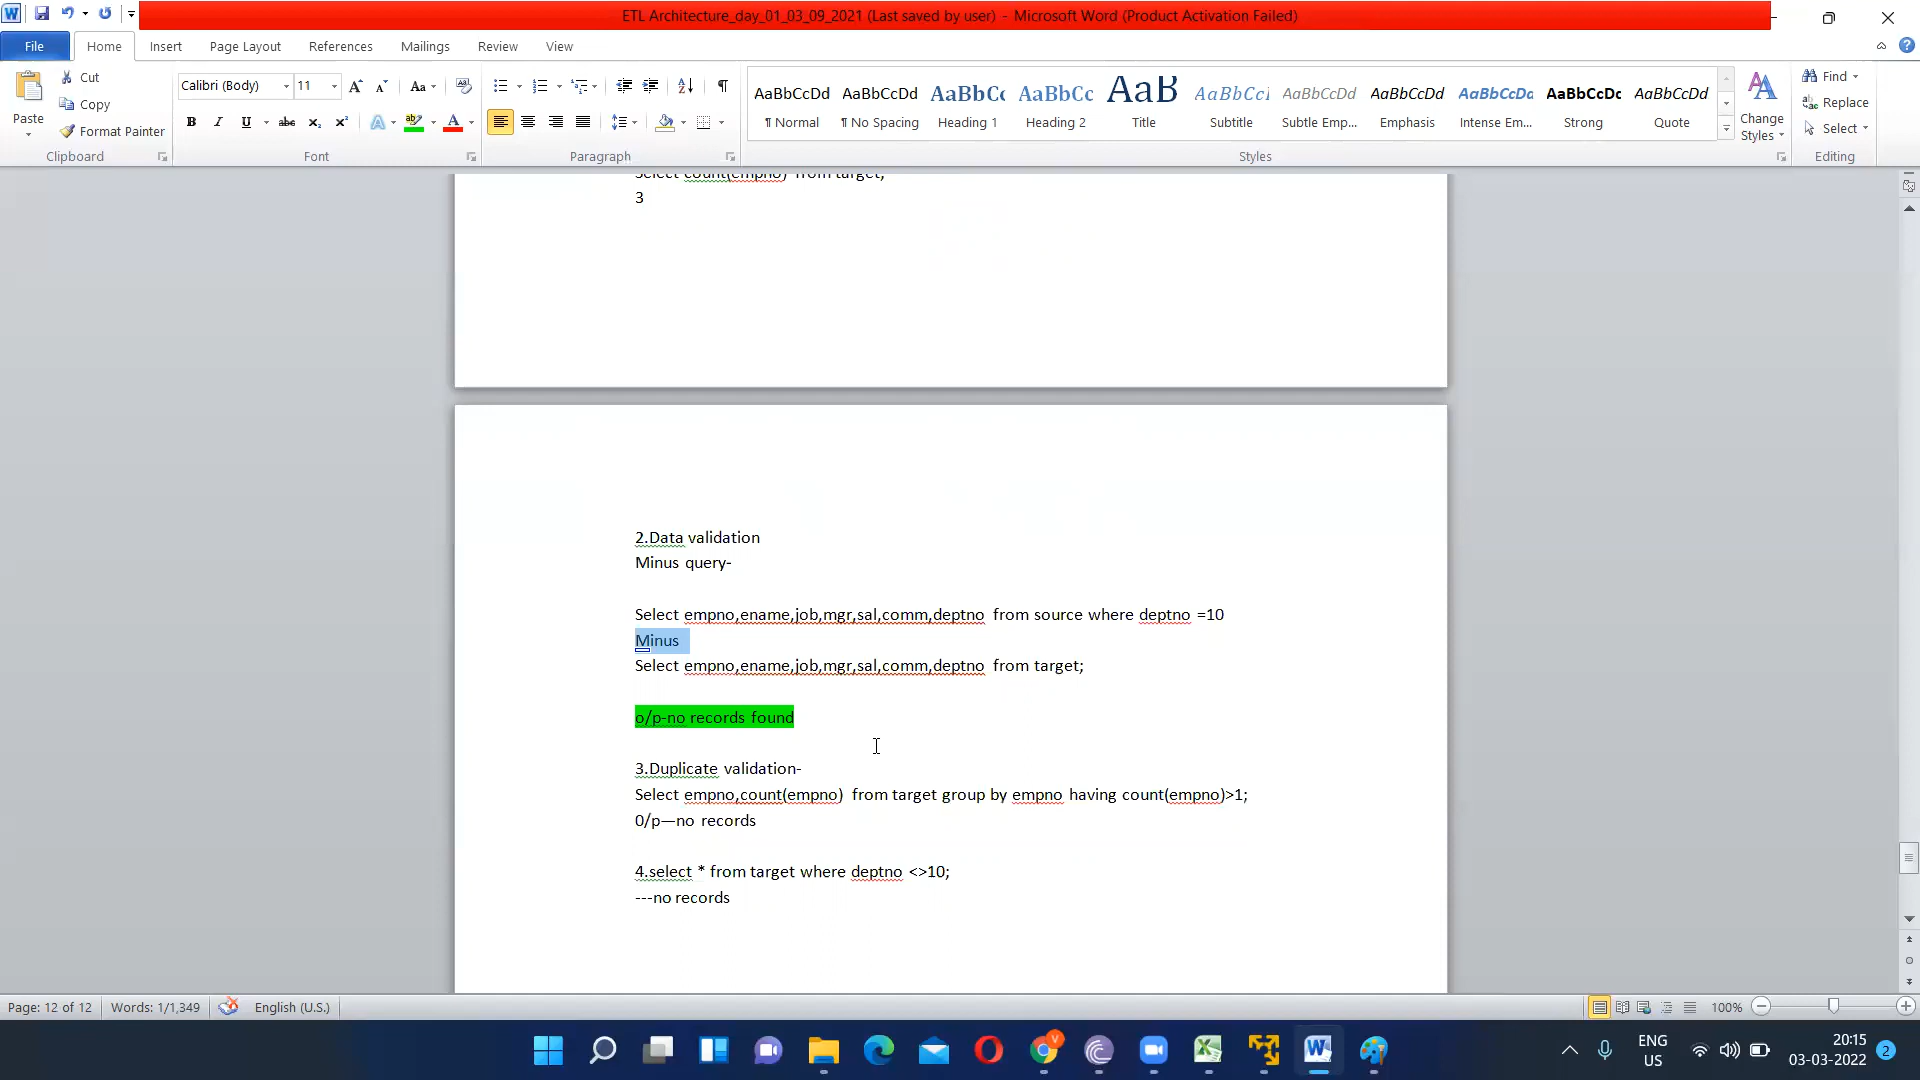 ETL Architecture_day_01_03_09_2021 (Last saved by user) - Microsoft Word (Product Activation Failed)
File Home Insert Page Layout References Mailings Review View
Paste
Cut
Copy
Format Painter
Clipboard
Calibri (Body) 11
Font
Paragraph
AaBbCcDd AaBbCcDd AaBbCc AaBbCc AaB AaBbCcI AaBbCcDd AaBbCcDd AaBbCcDd AaBbCcDc AaBbCcDd
¶ Normal ¶ No Spacing Heading 1 Heading 2 Title Subtitle Subtle Emp... Emphasis Intense Em... Strong Quote
Styles
Change Styles
Find
Replace
Select
Editing
Select count(empno) from target;
3
2.Data validation
Minus query-
Select empno,ename,job,mgr,sal,comm,deptno from source where deptno =10
Minus
Select empno,ename,job,mgr,sal,comm,deptno from target;
o/p-no records found
3.Duplicate validation-
Select empno,count(empno) from target group by empno having count(empno)>1;
0/p—no records
4.select * from target where deptno <>10;
---no records
Page: 12 of 12 Words: 1/1,349 English (U.S.) 100%
ENG
US
20:15
03-03-2022
2